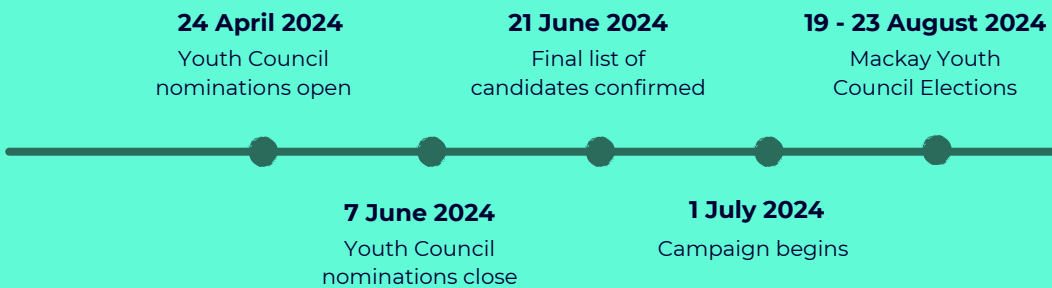 24 April 2024
Youth Council
nominations open
7 June 2024
Youth Council
nominations close
21 June 2024
Final list of
candidates confirmed
1 July 2024
Campaign begins
19 - 23 August 2024
Mackay Youth
Council Elections